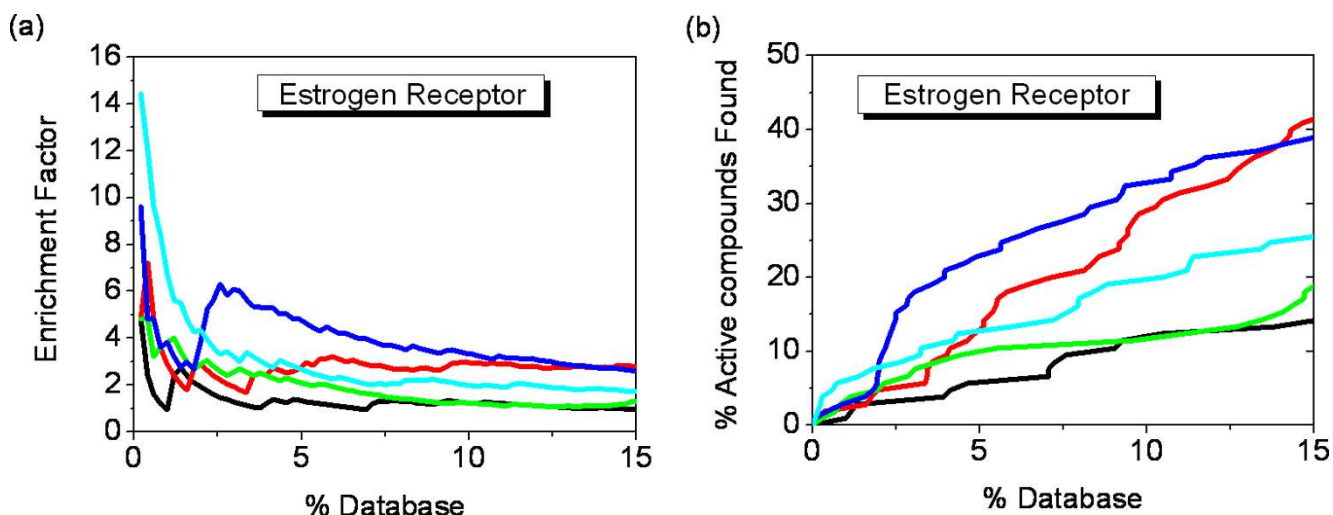 (a)
16
14
12
10
8
6
4
2
0
Enrichment Factor
Estrogen Receptor
0
5
10
15
% Database
(b)
50
40
30
20
10
0
% Active compounds Found
Estrogen Receptor
0
5
10
15
% Database